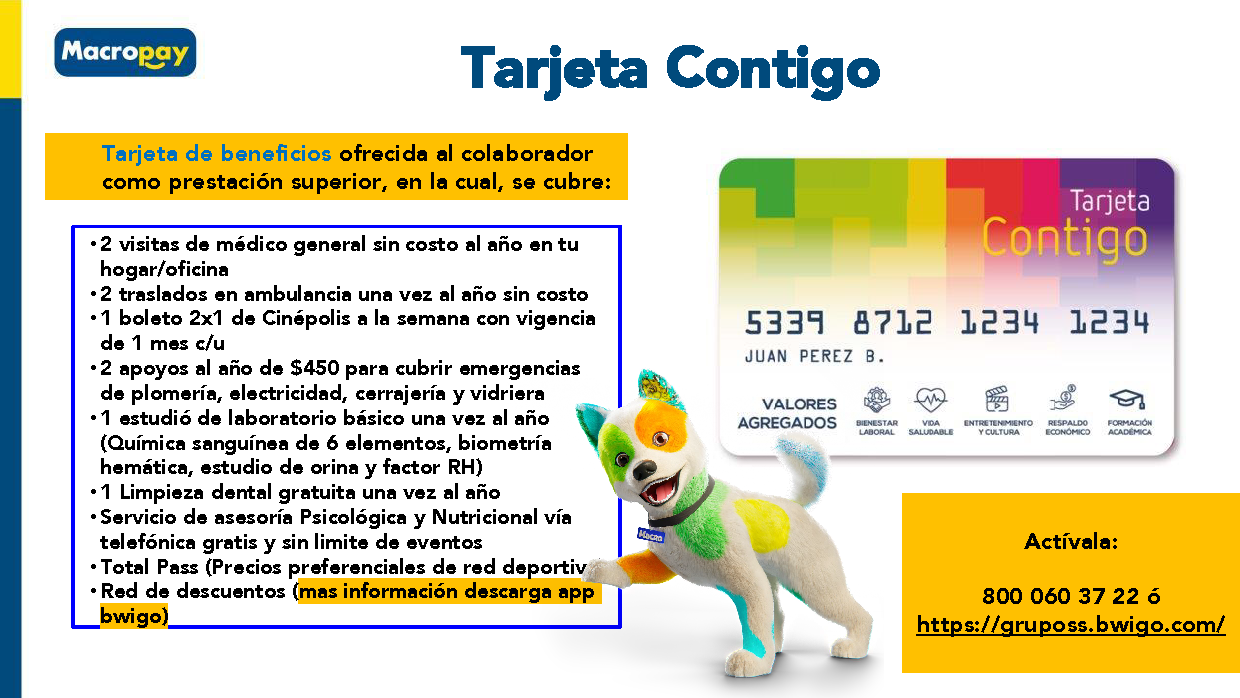 Macropay
Tarjeta Contigo
Tarjeta de beneficios ofrecida al colaborador
como prestación superior, en la cual, se cubre:
• 2 visitas de médico general sin costo al año en tu
hogar/oficina
• 2 traslados en ambulancia una vez al año sin costo
• 1 boleto 2x1 de Cinépolis a la semana con vigencia
de 1 mes c/u
• 2 apoyos al año de $450 para cubrir emergencias
de plomería, electricidad, cerrajería y vidriera
• 1 estudió de laboratorio básico una vez al año
(Química sanguínea de 6 elementos, biometría
hemática, estudio de orina y factor RH)
• 1 Limpieza dental gratuita una vez al año
• Servicio de asesoría Psicológica y Nutricional vía
telefónica gratis y sin limite de eventos
• Total Pass (Precios preferenciales de red deportiv
• Red de descuentos (mas información descarga app
bwigo)
Tarjeta
Contigo
5339 8712 1234 1234
JUAN PEREZ B.
VALORES
AGREGADOS
BIENESTAR
LABORAL
VIDA
SALUDABLE
ENTRETENIMIENTO
Y CULTURA
RESPALDO
ECONÓMICO
FORMACIÓN
ACADÉMICA
Macro
Actívala:
800 060 37 22 ó
https://gruposs.bwigo.com/